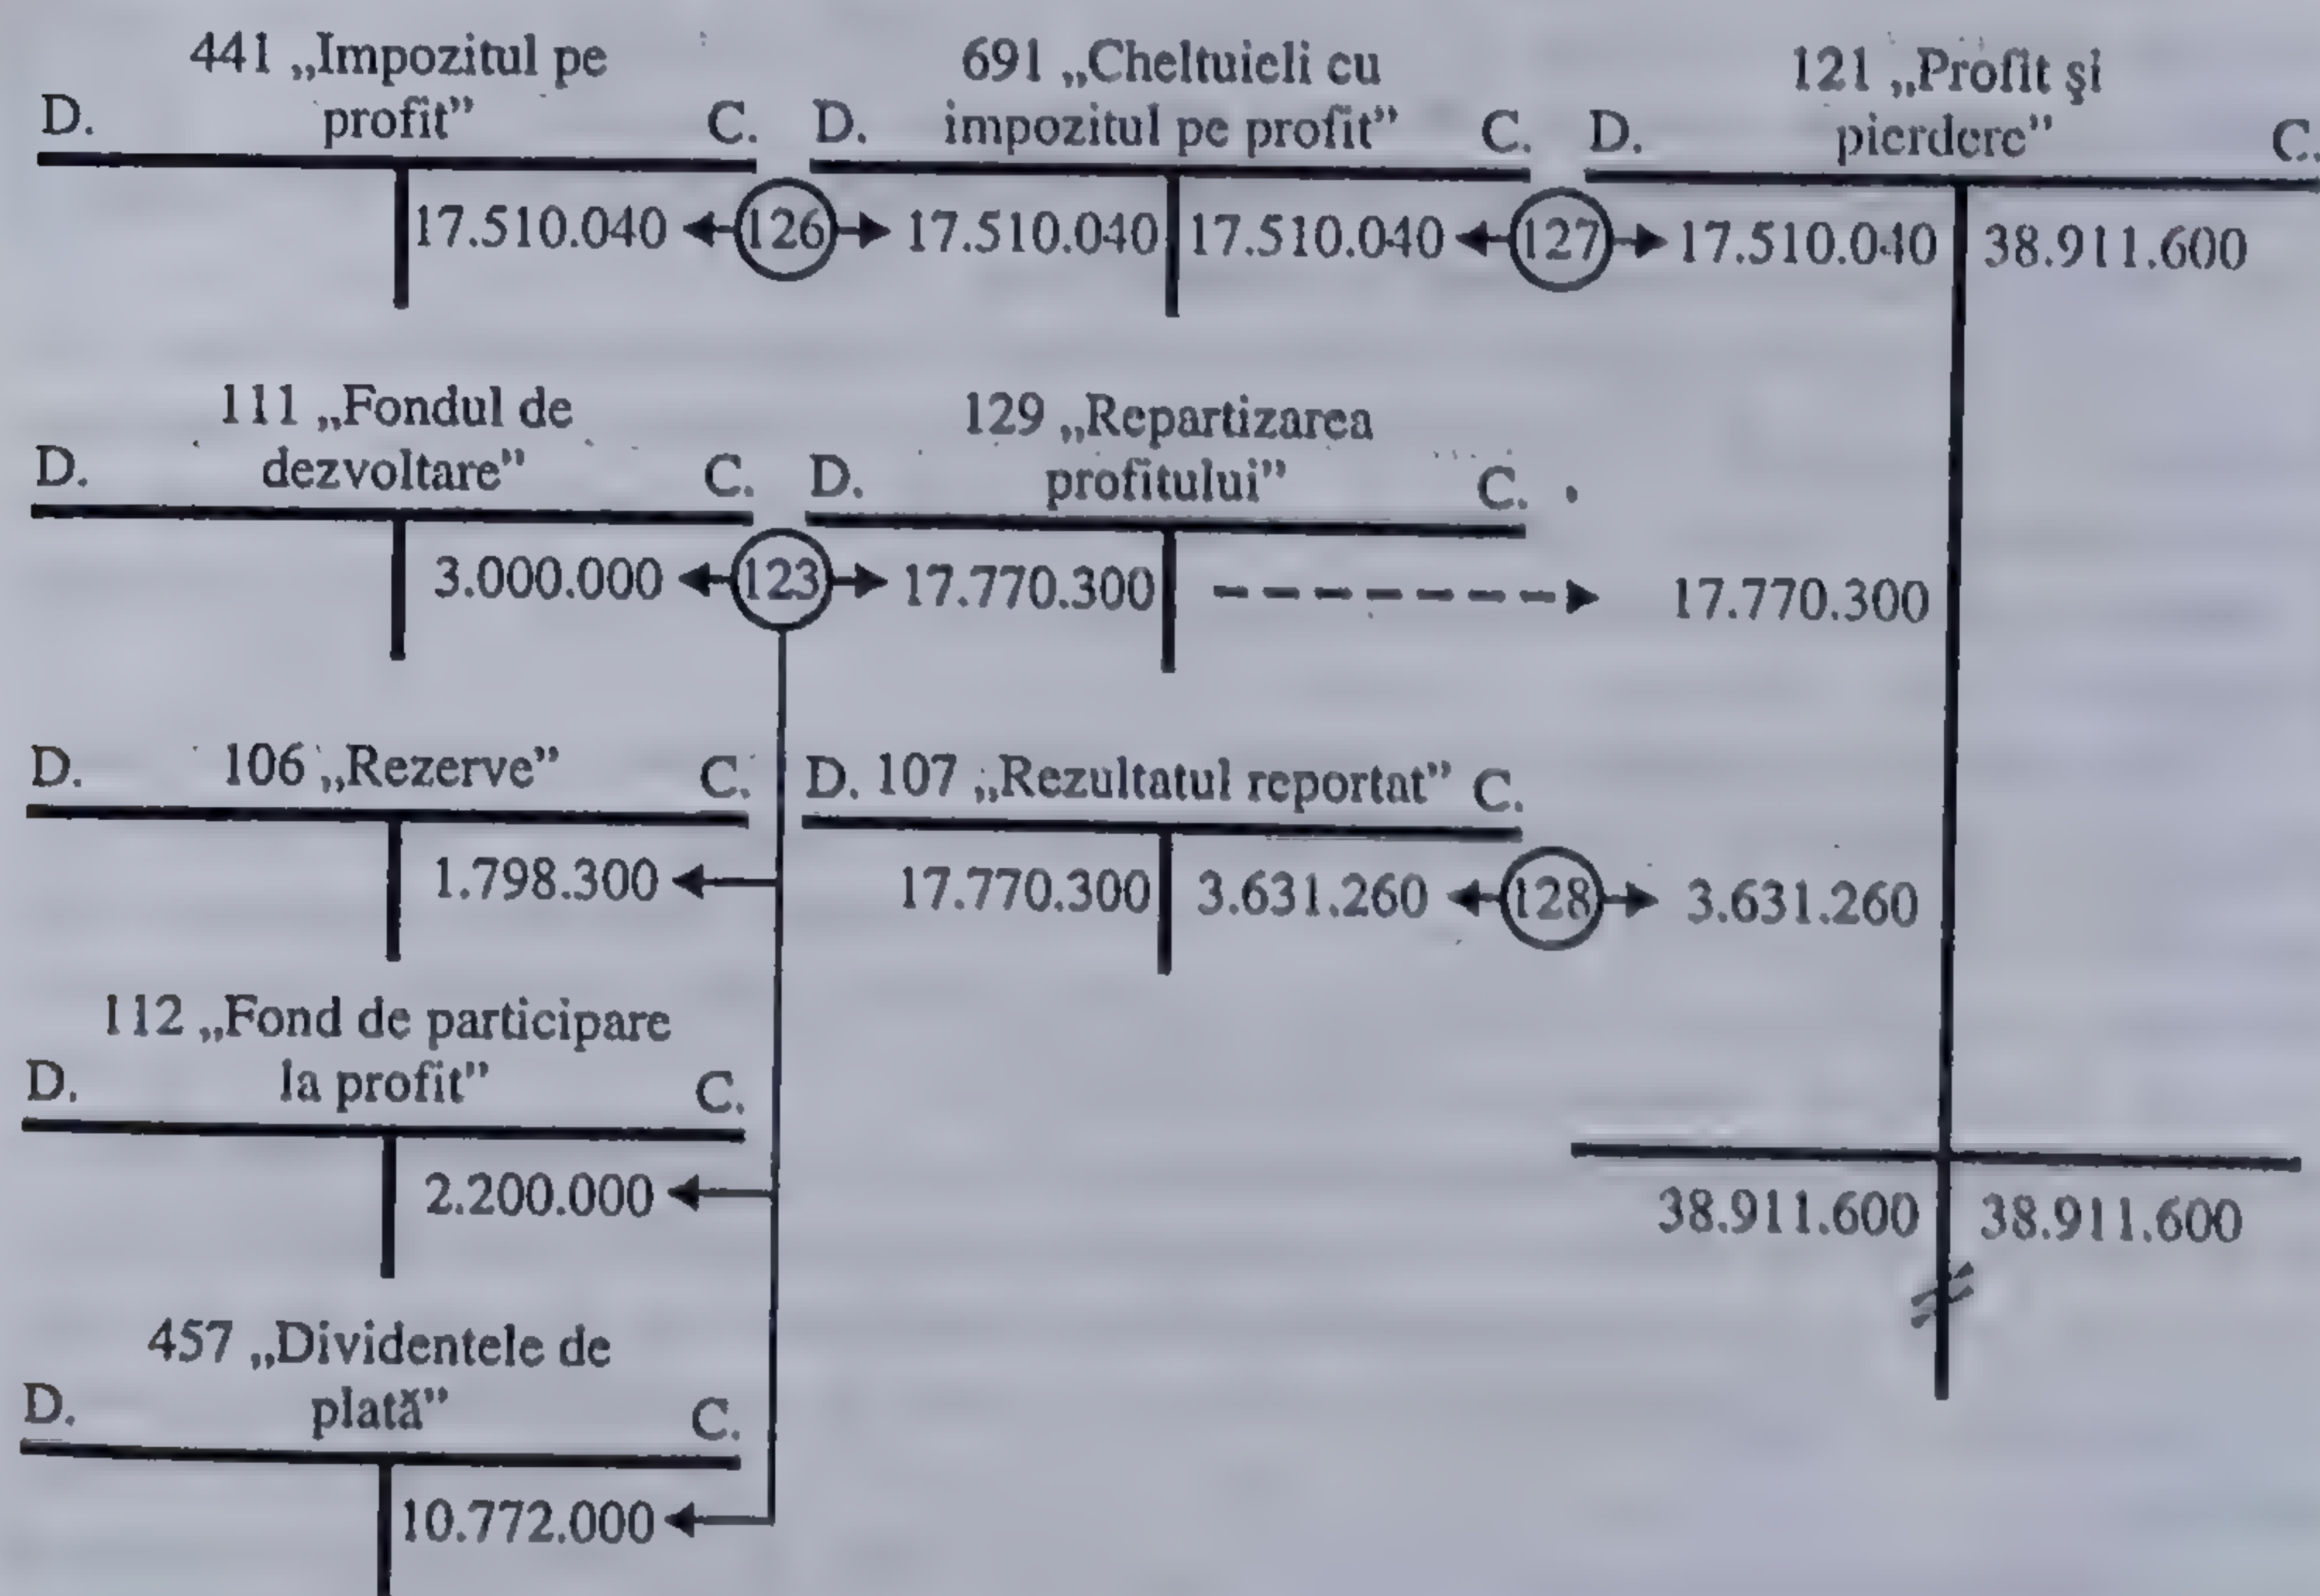 441 „Impozitul pe
profit”
D. C.
691 „Cheltuieli cu
impozitul pe profit”
D. C.
121 „Profit şi
pierdere”
D. C.
17.510.040 126 17.510.040 17.510.040 127 17.510.040 38.911.600
111 „Fondul de
dezvoltare”
D. C.
129 „Repartizarea
profitului”
D. C.
3.000.000 123 17.770.300 17.770.300
D. 106 „Rezerve” C.
D. 107 „Rezultatul reportat” C.
1.798.300 17.770.300 3.631.260 128 3.631.260
112 „Fond de participare
la profit”
D. C.
2.200.000
38.911.600 38.911.600
457 „Dividentele de
plată”
D. C.
10.772.000